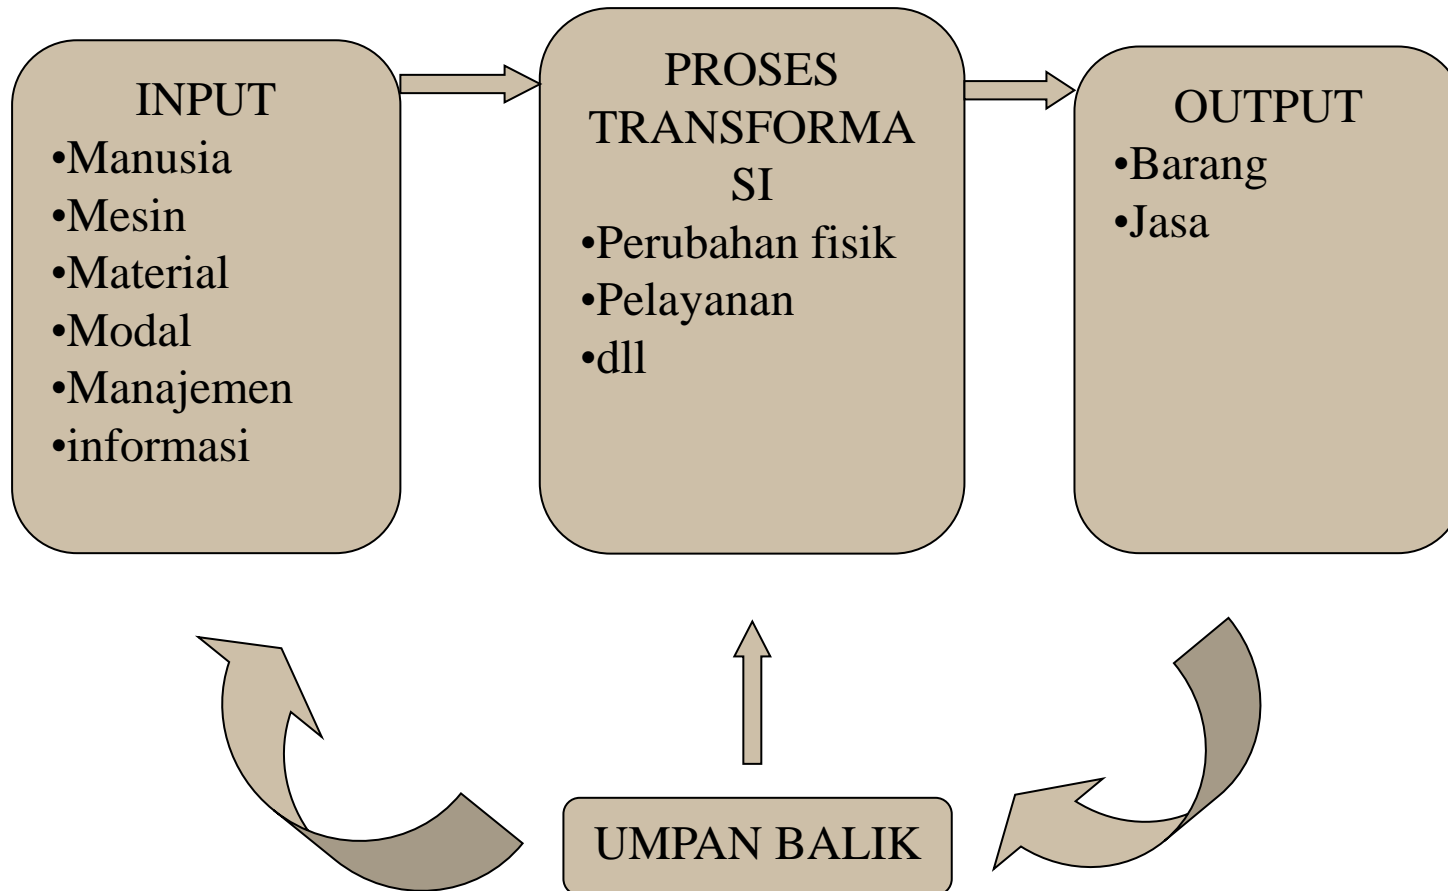 INPUT
•Manusia
•Mesin
•Material
•Modal
•Manajemen
•informasi
PROSES
TRANSFORMA
SI
•Perubahan fisik
•Pelayanan
•dll
OUTPUT
•Barang
•Jasa
UMPAN BALIK